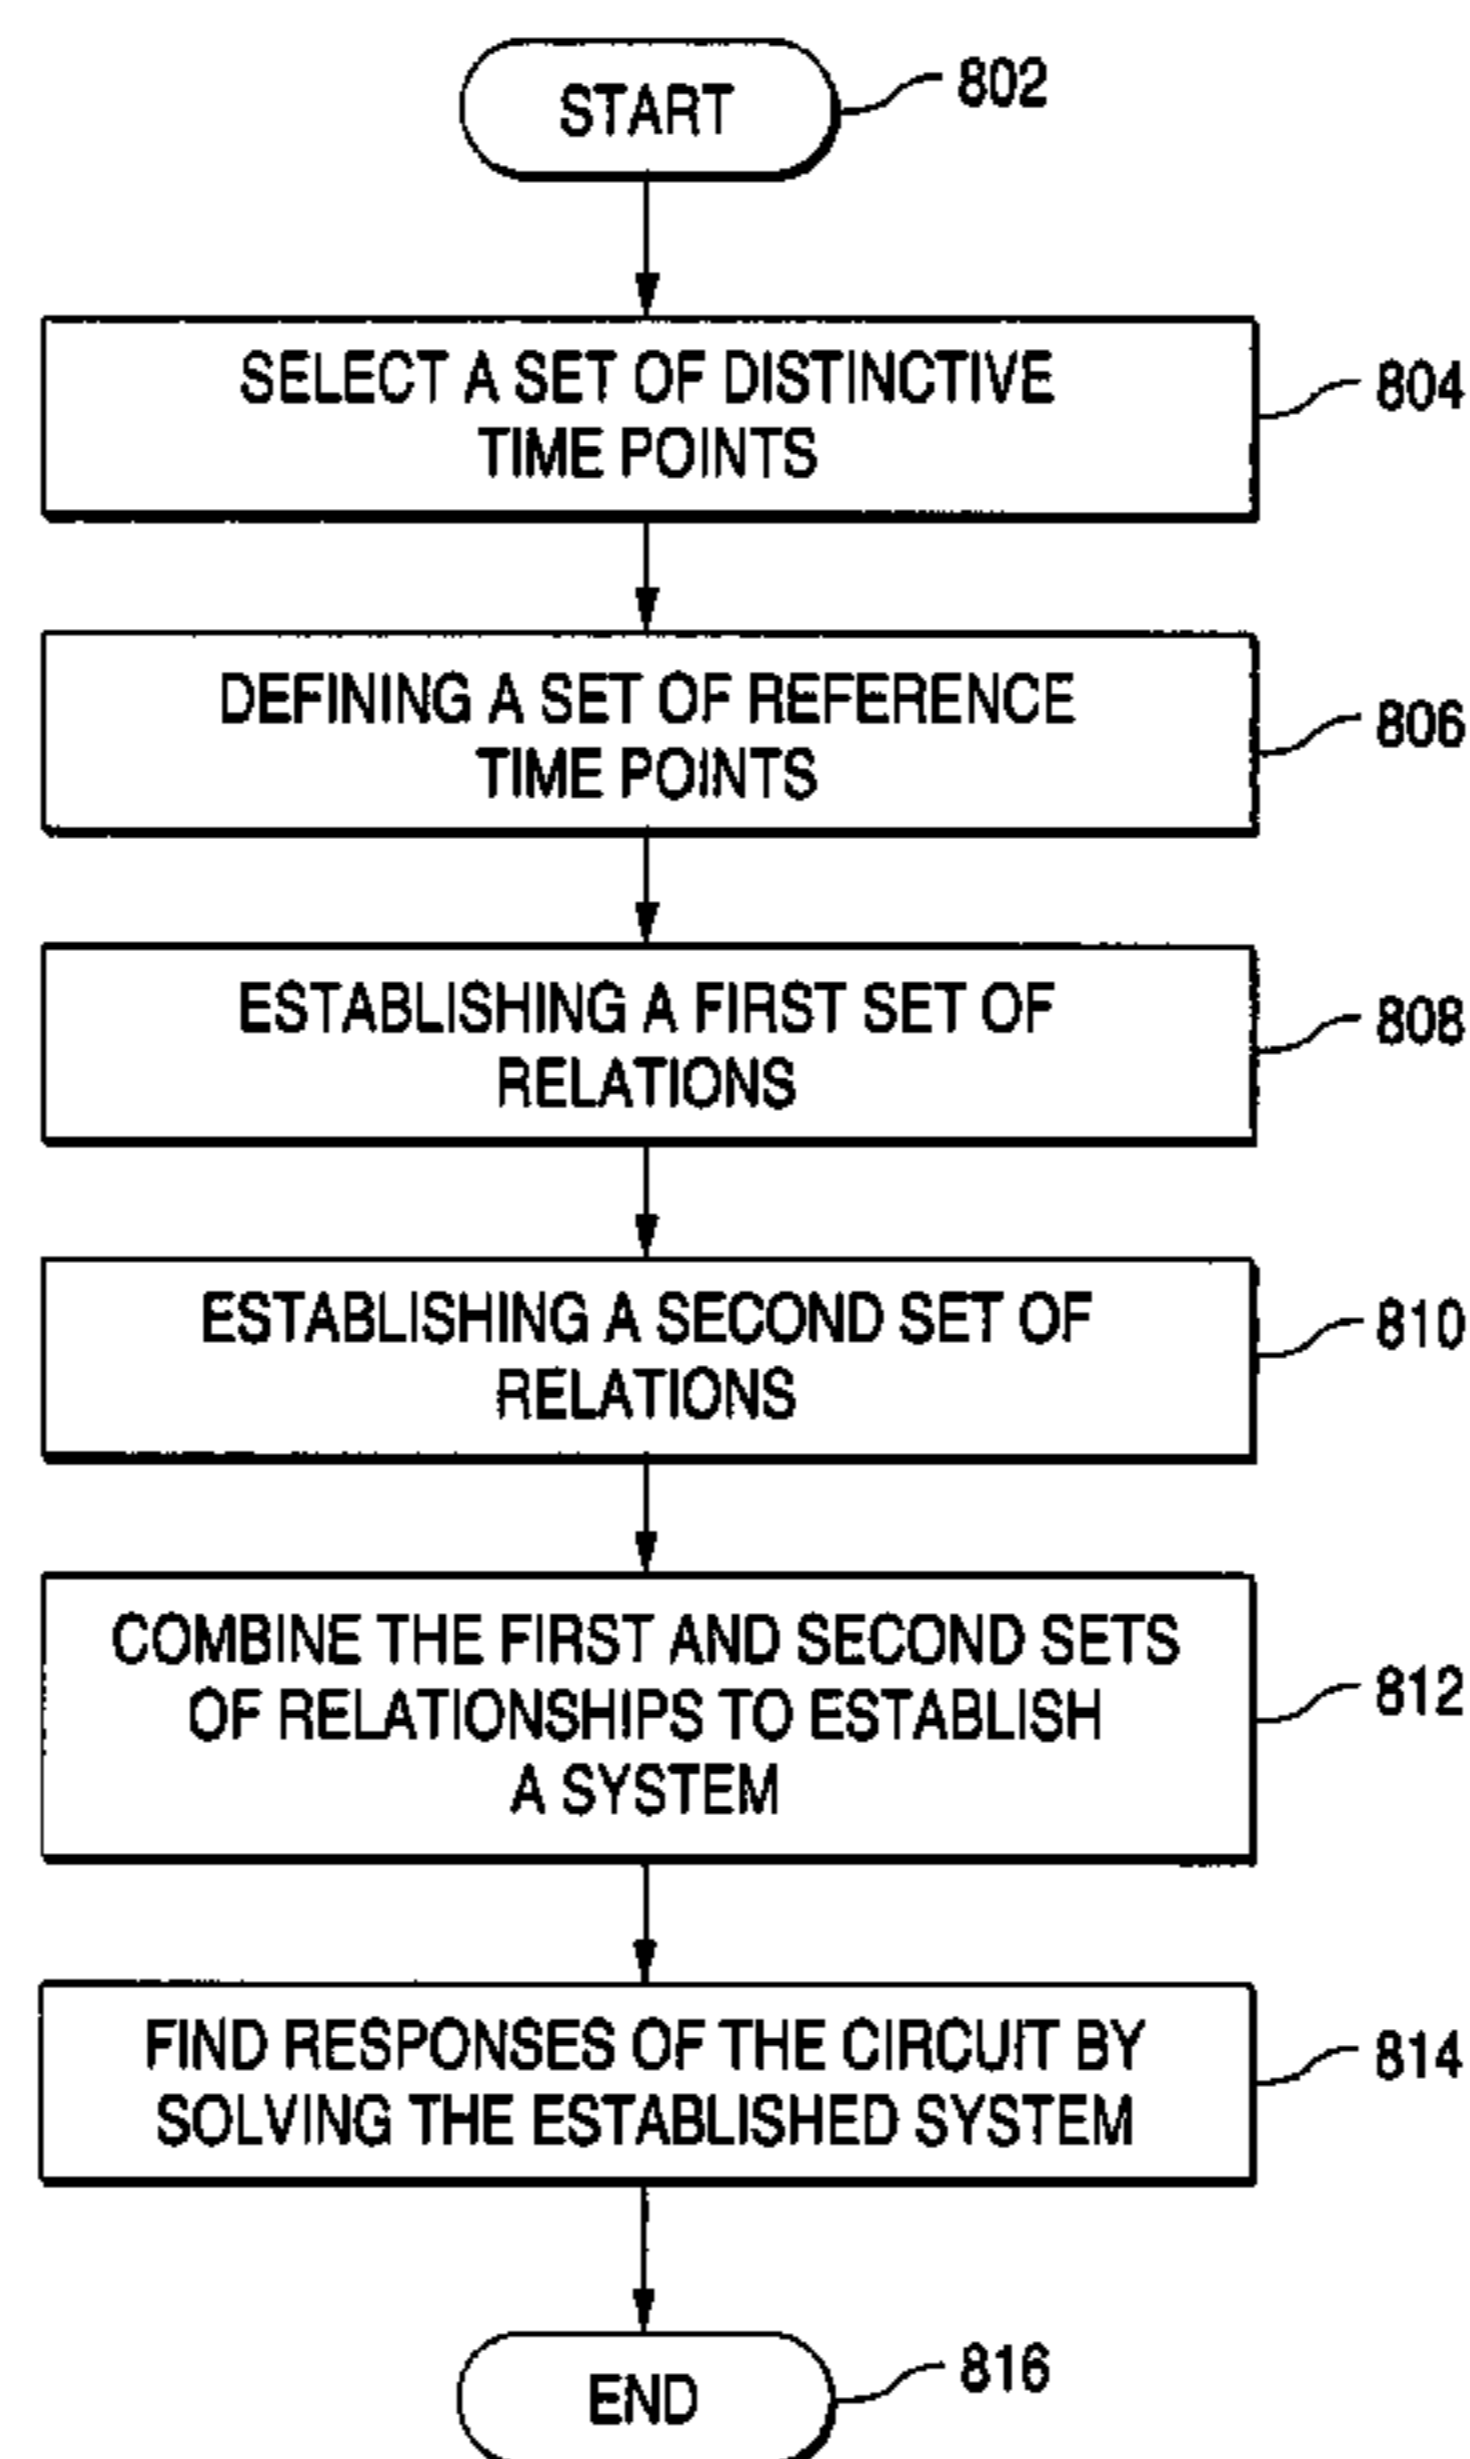 START
802
SELECT A SET OF DISTINCTIVE
TIME POINTS
804
DEFINING A SET OF REFERENCE
TIME POINTS
806
ESTABLISHING A FIRST SET OF
RELATIONS
808
ESTABLISHING A SECOND SET OF
RELATIONS
810
COMBINE THE FIRST AND SECOND SETS
OF RELATIONSHIPS TO ESTABLISH
A SYSTEM
812
FIND RESPONSES OF THE CIRCUIT BY
SOLVING THE ESTABLISHED SYSTEM
814
END
816